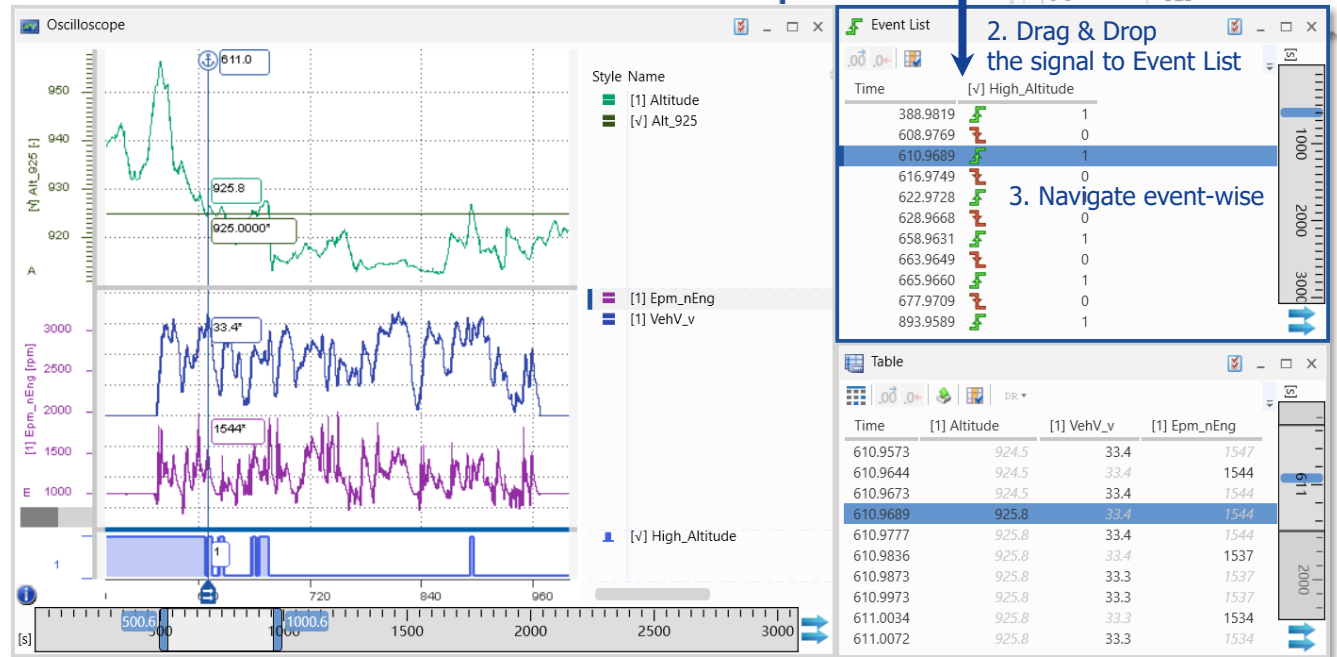 Oscilloscope
611.0
950
940
930
920
[√] Alt_925 [-]
A
925.8
925.0000*
Style Name
[1] Altitude
[√] Alt_925
3000
2500
2000
1500
1000
[1] Epm_nEng [rpm]
E
33.4*
1544*
[1] Epm_nEng
[1] VehV_v
1
1
[√] High_Altitude
720
840
960
500.6
1000.6
[s]
1500
2000
2500
3000
Event List
2. Drag & Drop
the signal to Event List
Time [√] High_Altitude
388.9819 1
608.9769 0
610.9689 1
616.9749 0
622.9728
3. Navigate event-wise
628.9668 0
658.9631 1
663.9649 0
665.9660 1
677.9709 0
893.9589 1
[s]
1000
2000
3000
Table
DR
Time [1] Altitude [1] VehV_v [1] Epm_nEng
610.9573 924.5 33.4 1547
610.9644 924.5 33.4 1544
610.9673 924.5 33.4 1544
610.9689 925.8 33.4 1544
610.9777 925.8 33.4 1544
610.9836 925.8 33.4 1537
610.9873 925.8 33.3 1537
610.9973 925.8 33.3 1537
611.0034 925.8 33.3 1534
611.0072 925.8 33.3 1534
[s]
611
2000